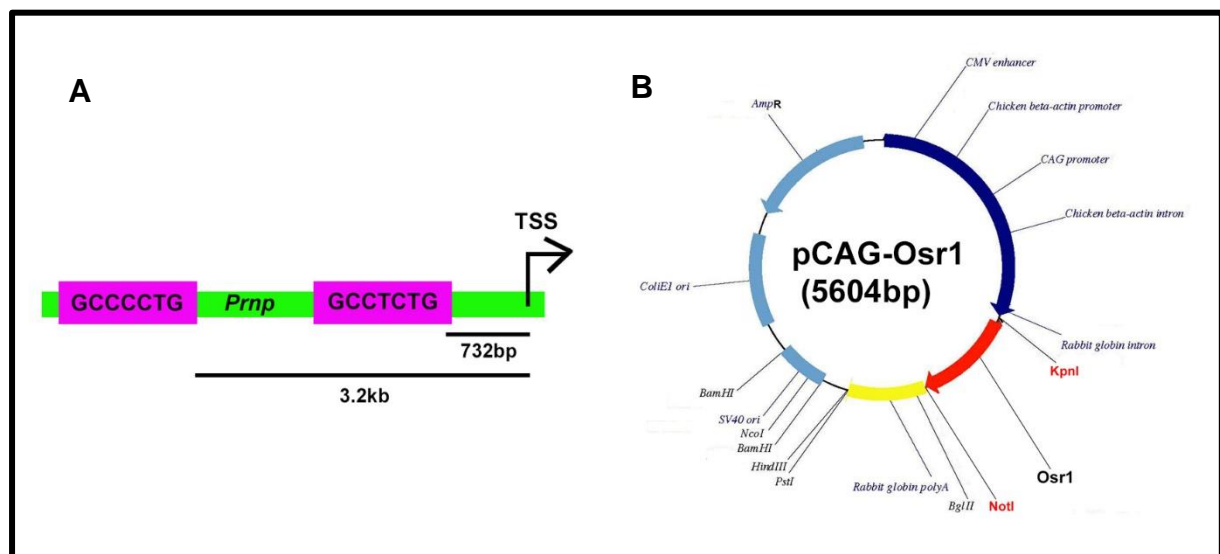 A
GCCCCTG
Prnp
GCCTCTG
TSS
732bp
3.2kb
B
pCAG-Osr1
(5604bp)
CMV enhancer
Chicken beta-actin promoter
CAG promoter
Chicken beta-actin intron
Rabbit globin intron
KpnI
Osr1
NotI
BglII
Rabbit globin polyA
PstI
HindIII
BamHI
NcoI
SV40 ori
BamHI
ColiE1 ori
AmpR